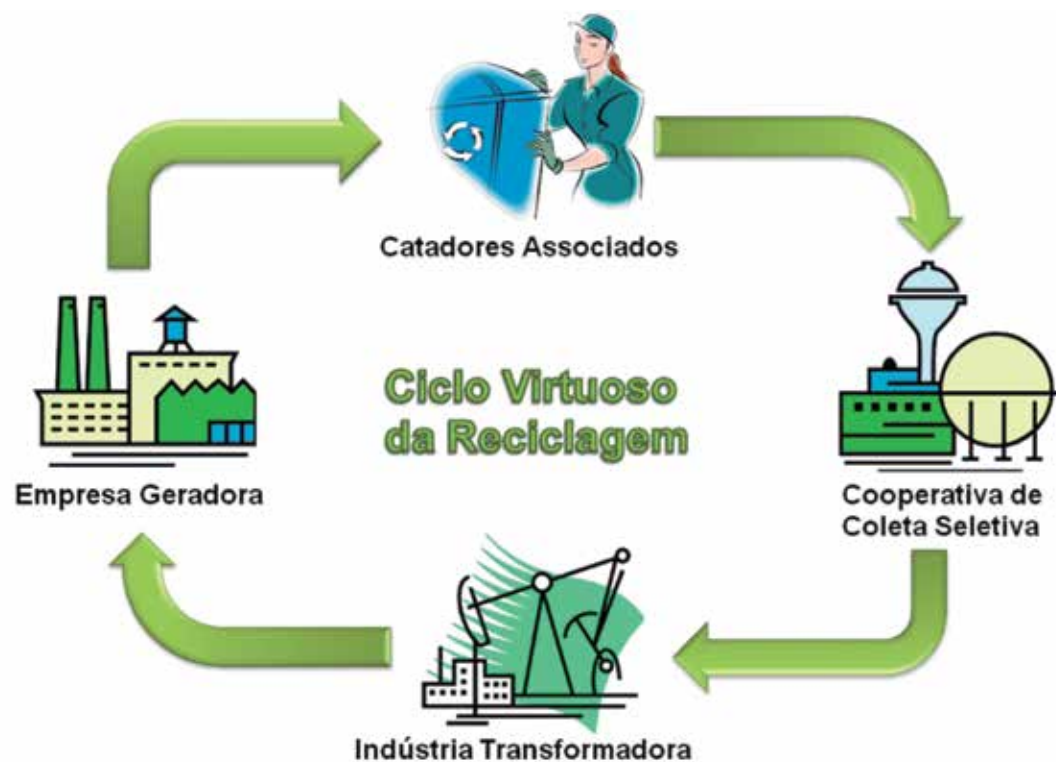 Catadores Associados
Ciclo Virtuoso
da Reciclagem
Empresa Geradora
Cooperativa de
Coleta Seletiva
Indústria Transformadora